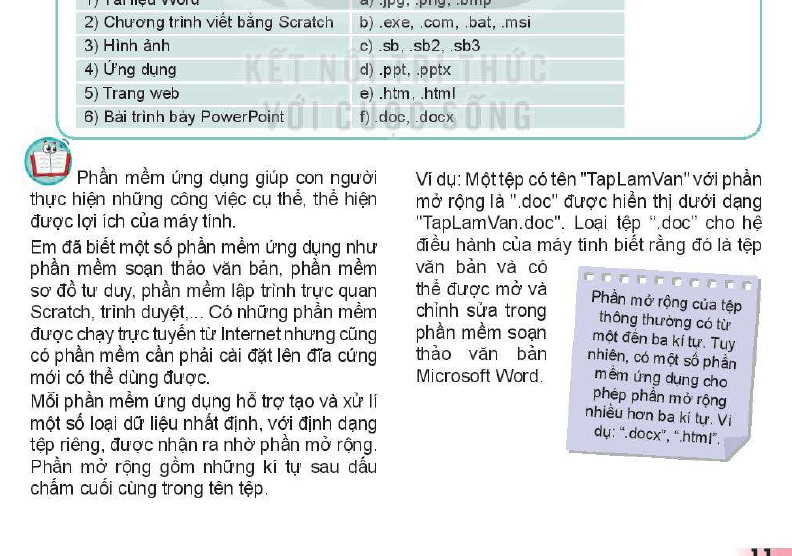 1) Tài liệu Word a) .jpg, .png, .bmp
2) Chương trình viết bằng Scratch b) .exe, .com, .bat, .msi
3) Hình ảnh c) .sb, .sb2, .sb3
4) Ứng dụng d) .ppt, .pptx
5) Trang web e) .htm, .html
6) Bài trình bày PowerPoint f) .doc, .docx
KẾT NỐI TRI THỨC
VỚI CUỘC SỐNG
Phần mềm ứng dụng giúp con người
thực hiện những công việc cụ thể, thể hiện
được lợi ích của máy tính.
Em đã biết một số phần mềm ứng dụng như
phần mềm soạn thảo văn bản, phần mềm
sơ đồ tư duy, phần mềm lập trình trực quan
Scratch, trình duyệt,... Có những phần mềm
được chạy trực tuyến từ Internet nhưng cũng
có phần mềm cần phải cài đặt lên đĩa cứng
mới có thể dùng được.
Mỗi phần mềm ứng dụng hỗ trợ tạo và xử lí
một số loại dữ liệu nhất định, với định dạng
tệp riêng, được nhận ra nhờ phần mở rộng.
Phần mở rộng gồm những kí tự sau dấu
chấm cuối cùng trong tên tệp.
Ví dụ: Một tệp có tên "TapLamVan" với phần
mở rộng là ".doc" được hiển thị dưới dạng
"TapLamVan.doc". Loại tệp “.doc” cho hệ
điều hành của máy tính biết rằng đó là tệp
văn bản và có
thể được mở và
chỉnh sửa trong
phần mềm soạn
thảo văn bản
Microsoft Word.
Phần mở rộng của tệp
thông thường có từ
một đến ba kí tự. Tuy
nhiên, có một số phần
mềm ứng dụng cho
phép phần mở rộng
nhiều hơn ba kí tự. Ví
dụ: “.docx”, “.html”.
11